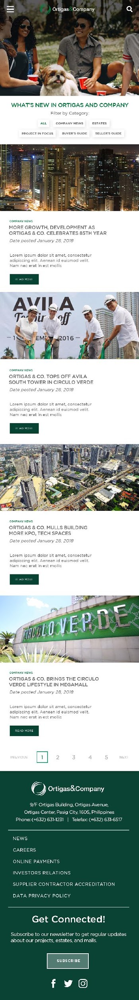 Ortigas&Company
WHAT'S NEW IN ORTIGAS AND COMPANY
Filter by Category:
ALL
COMPANY NEWS
ESTATES
PROJECT IN FOCUS
BUYER'S GUIDE
SELLER'S GUIDE
COMPANY NEWS
MORE GROWTH, DEVELOPMENT AS
ORTIGAS & CO. CELEBRATES 85TH YEAR
Date posted January 28, 2018
Lorem ipsum dolor sit amet, consectetur
adipiscing elit. Aenean id euismod velit.
Nam nec erat in est mollis
READ MORE
AVILA
Topping off
2016 —
COMPANY NEWS
ORTIGAS & CO. TOPS OFF AVILA
SOUTH TOWER IN CIRCULO VERDE
Date posted January 28, 2018
Lorem ipsum dolor sit amet, consectetur
adipiscing elit. Aenean id euismod velit.
Nam nec erat in est mollis
READ MORE
COMPANY NEWS
ORTIGAS & CO. MULLS BUILDING
MORE KPO, TECH SPACES
Date posted January 28, 2018
Lorem ipsum dolor sit amet, consectetur
adipiscing elit. Aenean id euismod velit.
Nam nec erat in est mollis
READ MORE
CIRCULO VERDE
COMPANY NEWS
ORTIGAS & CO. BRINGS THE CIRCULO
VERDE LIFESTYLE IN MEGAMALL
Date posted January 28, 2018
Lorem ipsum dolor sit amet, consectetur
adipiscing elit. Aenean id euismod velit.
Nam nec erat in est mollis
READ MORE
PREVIOUS 1 2 3 4 5 NEXT
Ortigas&Company
9/F Ortigas Building, Ortigas Avenue,
Ortigas Center, Pasig City, 1605, Philippines
Phone: (+632) 631-1231 | Telefax: (+632) 631-6517
NEWS
CAREERS
ONLINE PAYMENTS
INVESTORS RELATIONS
SUPPLIER CONTRACTOR ACCREDITATION
DATA PRIVACY POLICY
Get Connected!
Subscribe to our newsletter to get regular updates
about our projects, estates, and malls.
SUBSCRIBE